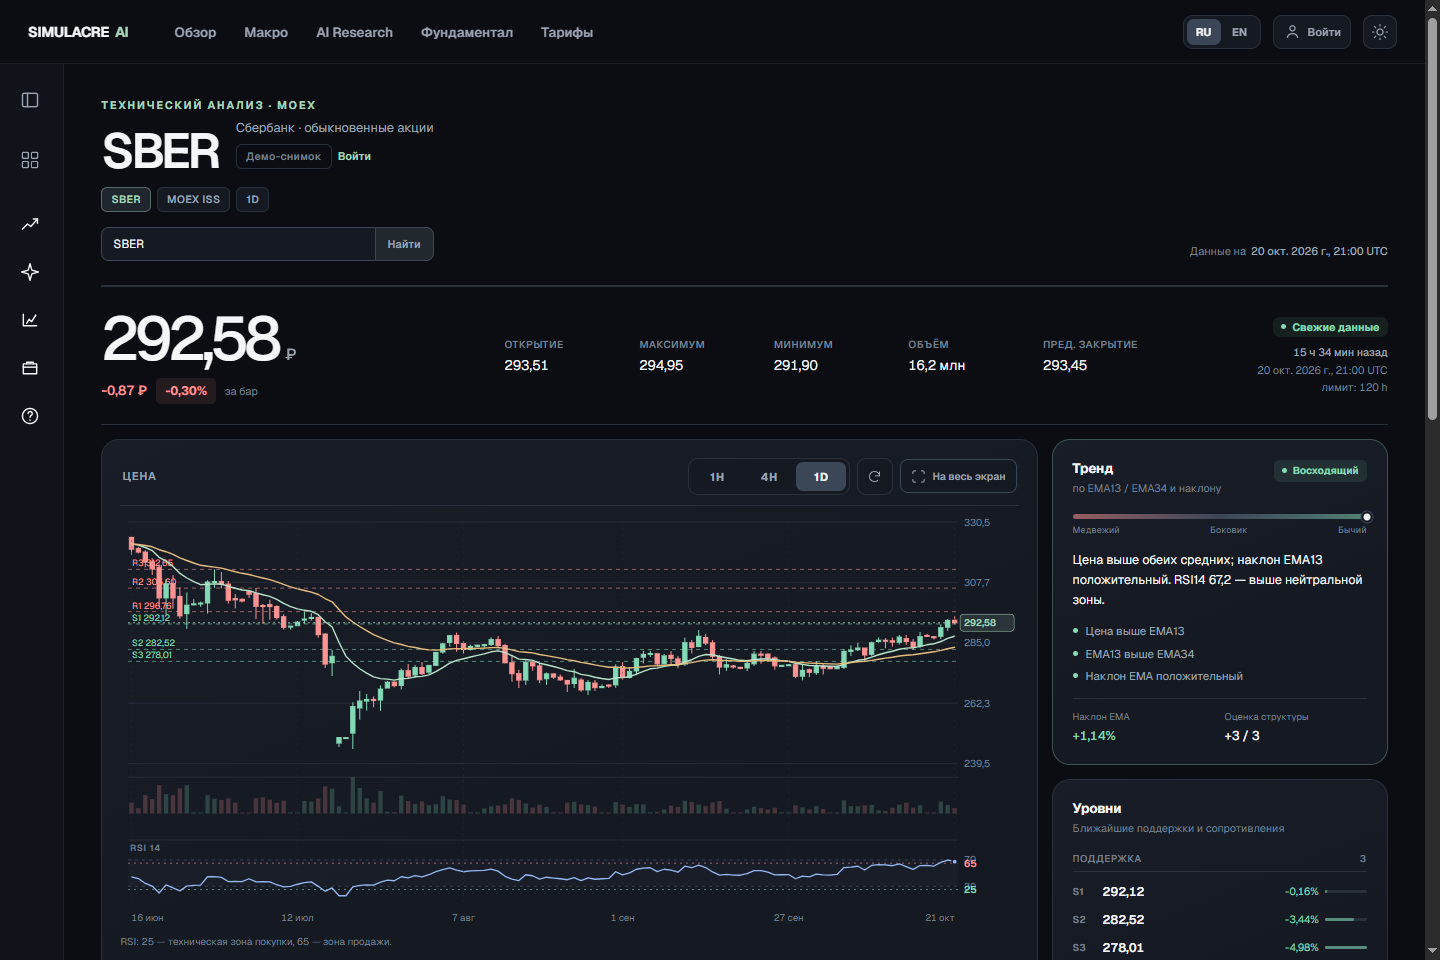 SIMULACRE AI
Обзор
Макро
AI Research
Фундаментал
Тарифы
RU
EN
Войти
ТЕХНИЧЕСКИЙ АНАЛИЗ · MOEX
SBER
Сбербанк · обыкновенные акции
Демо-снимок
Войти
SBER
MOEX ISS
1D
SBER
Найти
Данные на 20 окт. 2026 г., 21:00 UTC
292,58 ₽
-0,87 ₽
-0,30%
за бар
ОТКРЫТИЕ
293,51
МАКСИМУМ
294,95
МИНИМУМ
291,90
ОБЪЁМ
16,2 млн
ПРЕД. ЗАКРЫТИЕ
293,45
Свежие данные
15 ч 34 мин назад
20 окт. 2026 г., 21:00 UTC
лимит: 120 h
ЦЕНА
1H
4H
1D
На весь экран
330,5
307,7
292,58
285,0
262,3
239,5
R1 296,76
S1 292,12
S2 282,52
S3 278,01
RSI 14
65
25
16 июн
12 июл
7 авг
1 сен
27 сен
21 окт
RSI: 25 — техническая зона покупки, 65 — зона продажи.
Тренд
Восходящий
по EMA13 / EMA34 и наклону
Медвежий
Боковик
Бычий
Цена выше обеих средних; наклон EMA13
положительный. RSI14 67,2 — выше нейтральной
зоны.
Цена выше EMA13
EMA13 выше EMA34
Наклон EMA положительный
Наклон EMA
+1,14%
Оценка структуры
+3 / 3
Уровни
Ближайшие поддержки и сопротивления
ПОДДЕРЖКА
3
S1 292,12 -0,16%
S2 282,52 -3,44%
S3 278,01 -4,98%